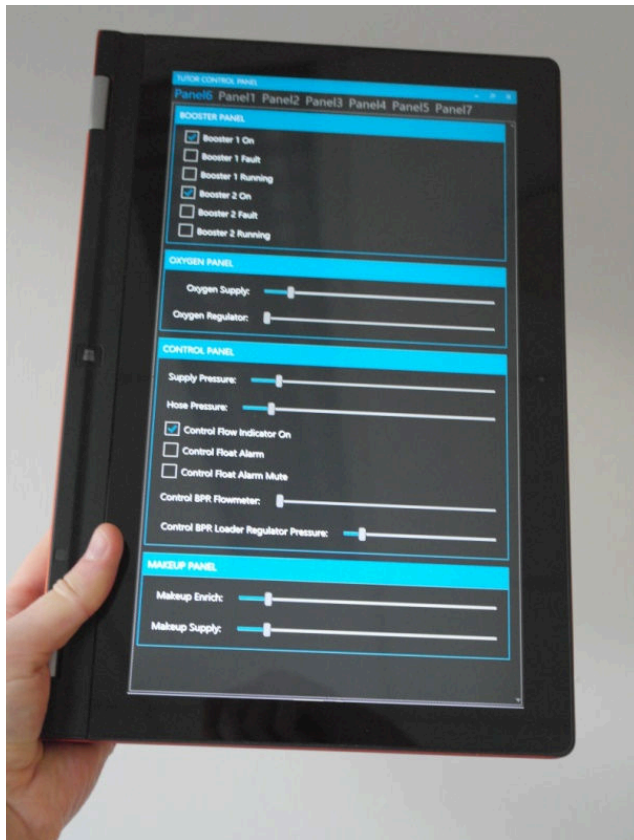 TUTOR CONTROL PANEL
Panel6 Panel1 Panel2 Panel3 Panel4 Panel5 Panel7
BOOSTER PANEL
Booster 1 On
Booster 1 Fault
Booster 1 Running
Booster 2 On
Booster 2 Fault
Booster 2 Running
OXYGEN PANEL
Oxygen Supply:
Oxygen Regulator:
CONTROL PANEL
Supply Pressure:
Hose Pressure:
Control Flow Indicator On
Control Float Alarm
Control Float Alarm Mute
Control BPR Flowmeter:
Control BPR Loader Regulator Pressure:
MAKEUP PANEL
Makeup Enrich:
Makeup Supply: